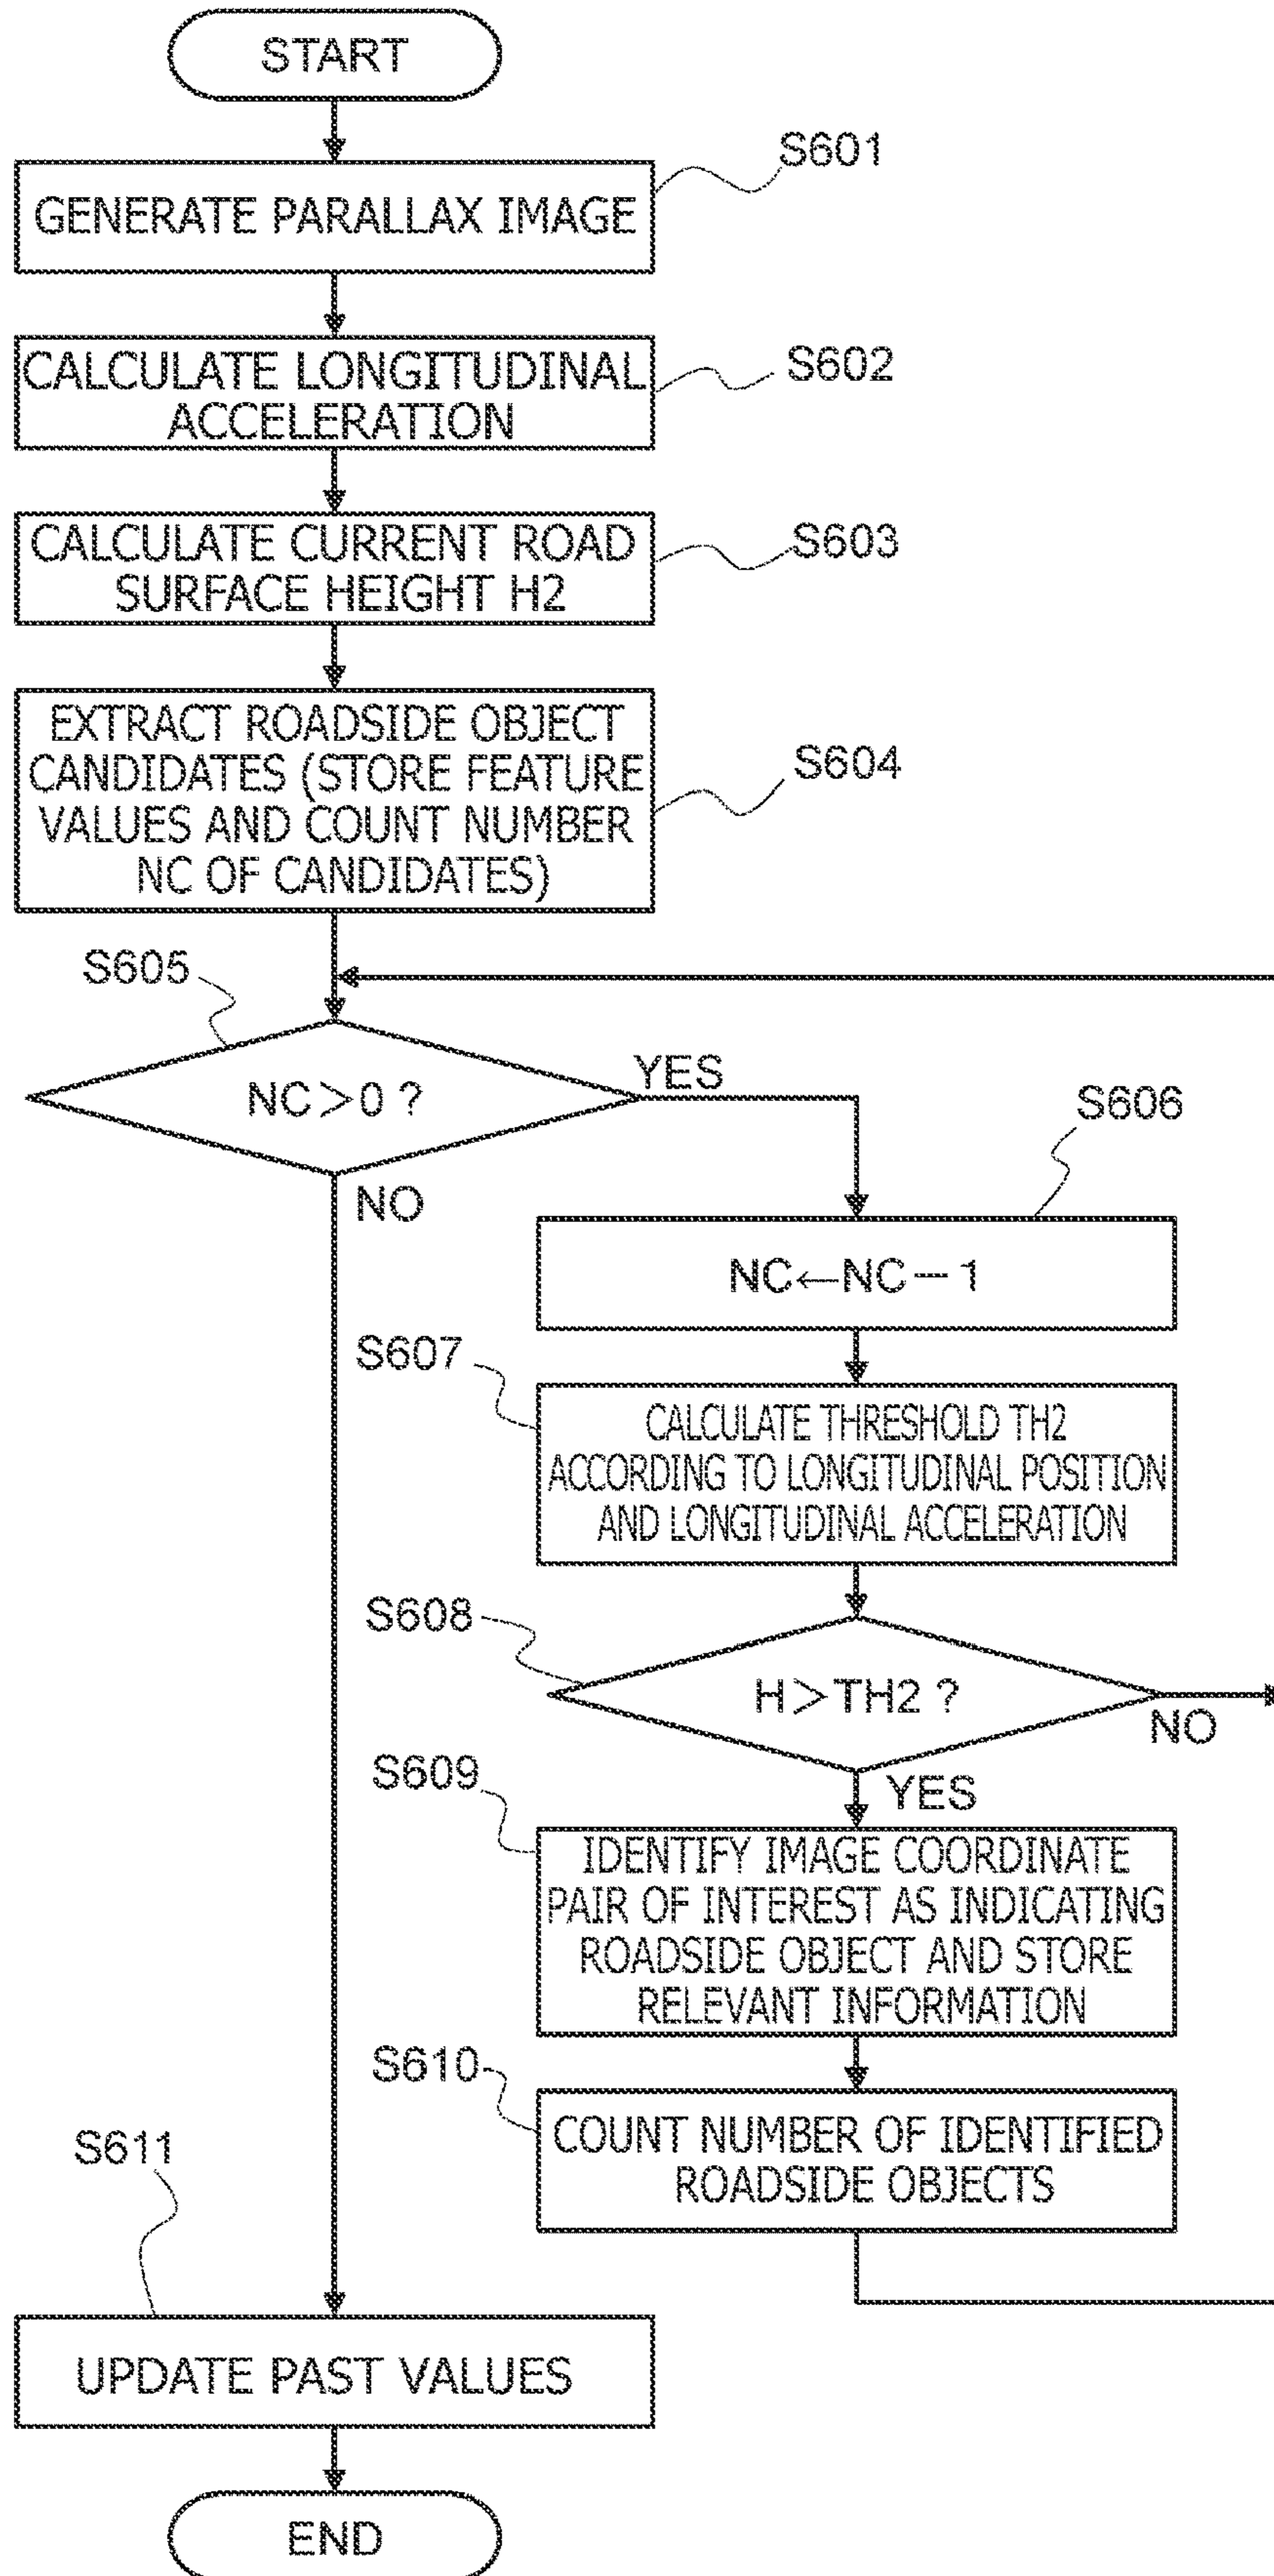 START
S601
GENERATE PARALLAX IMAGE
S602
CALCULATE LONGITUDINAL
ACCELERATION
S603
CALCULATE CURRENT ROAD
SURFACE HEIGHT H2
S604
EXTRACT ROADSIDE OBJECT
CANDIDATES (STORE FEATURE
VALUES AND COUNT NUMBER
NC OF CANDIDATES)
S605
NC>0 ?
YES
NO
S606
NC←NC-1
S607
CALCULATE THRESHOLD TH2
ACCORDING TO LONGITUDINAL POSITION
AND LONGITUDINAL ACCELERATION
S608
H>TH2 ?
NO
YES
S609
IDENTIFY IMAGE COORDINATE
PAIR OF INTEREST AS INDICATING
ROADSIDE OBJECT AND STORE
RELEVANT INFORMATION
S610
COUNT NUMBER OF IDENTIFIED
ROADSIDE OBJECTS
S611
UPDATE PAST VALUES
END